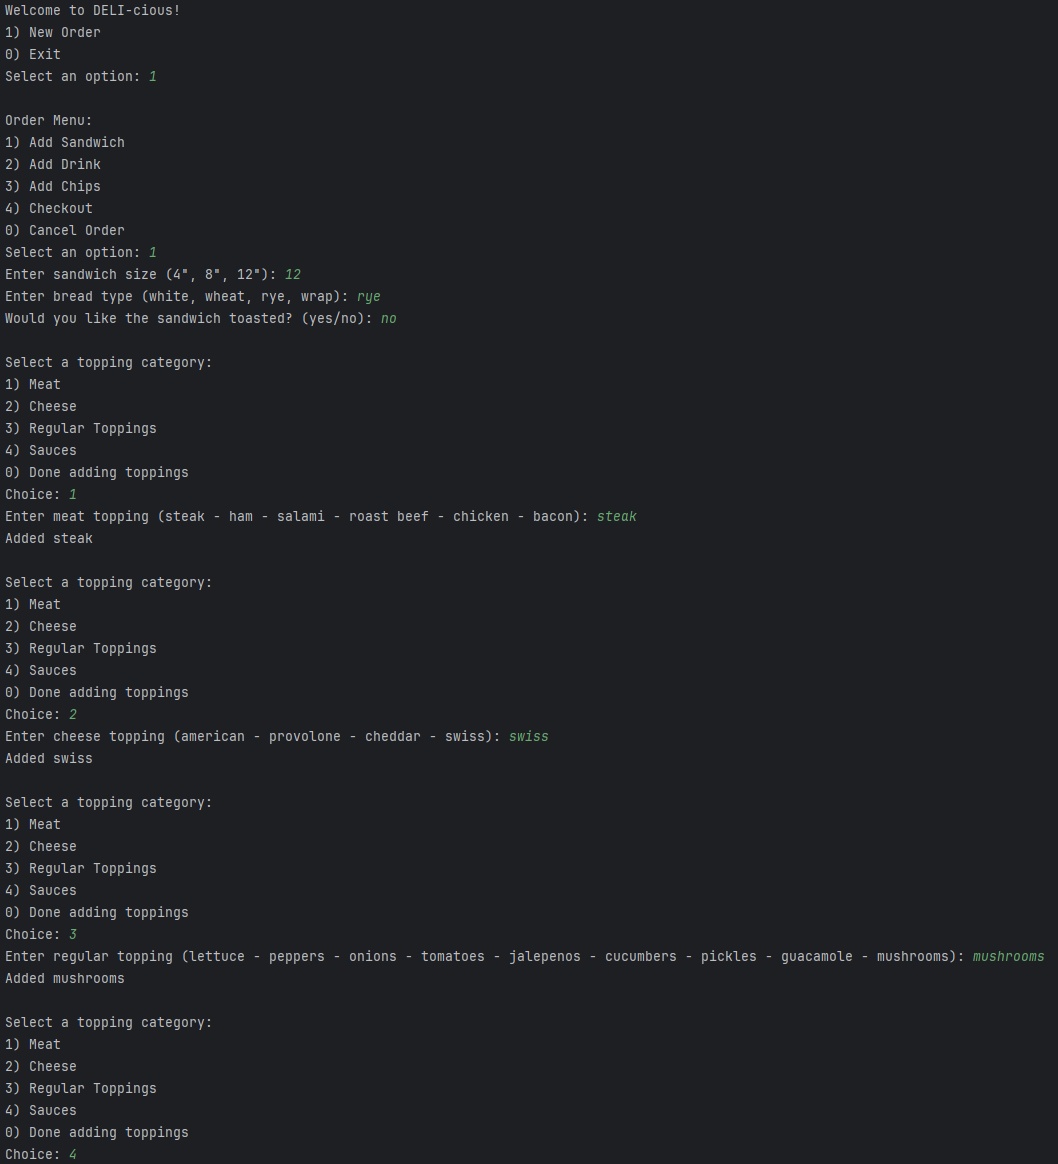 Welcome to DELI-cious!
1) New Order
0) Exit
Select an option: 1
Order Menu:
1) Add Sandwich
2) Add Drink
3) Add Chips
4) Checkout
0) Cancel Order
Select an option: 1
Enter sandwich size (4", 8", 12"): 12
Enter bread type (white, wheat, rye, wrap): rye
Would you like the sandwich toasted? (yes/no): no
Select a topping category:
1) Meat
2) Cheese
3) Regular Toppings
4) Sauces
0) Done adding toppings
Choice: 1
Enter meat topping (steak - ham - salami - roast beef - chicken - bacon): steak
Added steak
Select a topping category:
1) Meat
2) Cheese
3) Regular Toppings
4) Sauces
0) Done adding toppings
Choice: 2
Enter cheese topping (american - provolone - cheddar - swiss): swiss
Added swiss
Select a topping category:
1) Meat
2) Cheese
3) Regular Toppings
4) Sauces
0) Done adding toppings
Choice: 3
Enter regular topping (lettuce - peppers - onions - tomatoes - jalepenos - cucumbers - pickles - guacamole - mushrooms): mushrooms
Added mushrooms
Select a topping category:
1) Meat
2) Cheese
3) Regular Toppings
4) Sauces
0) Done adding toppings
Choice: 4